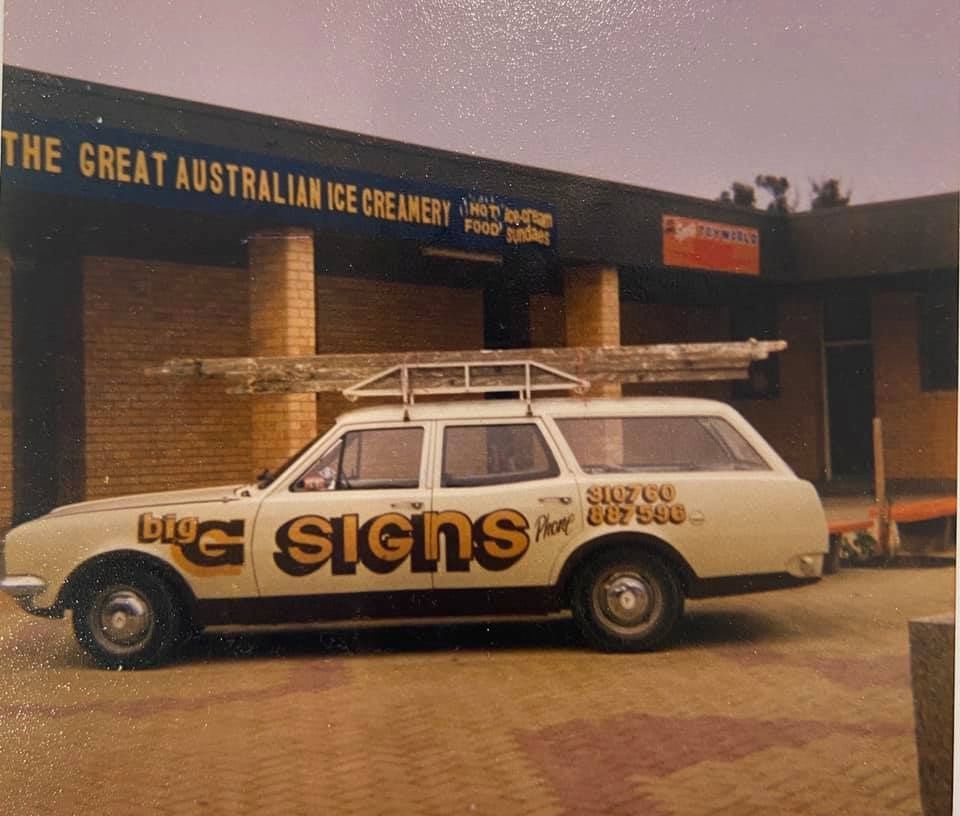 THE GREAT AUSTRALIAN ICE CREAMERY
HOT ice-cream
FOOD sundaes
TOYWORLD
big G signs Phone
310760
887596